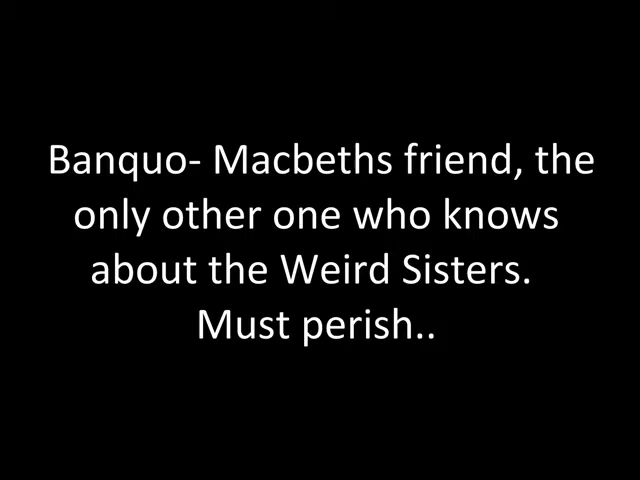 Banquo- Macbeths friend, the
only other one who knows
about the Weird Sisters.
Must perish..